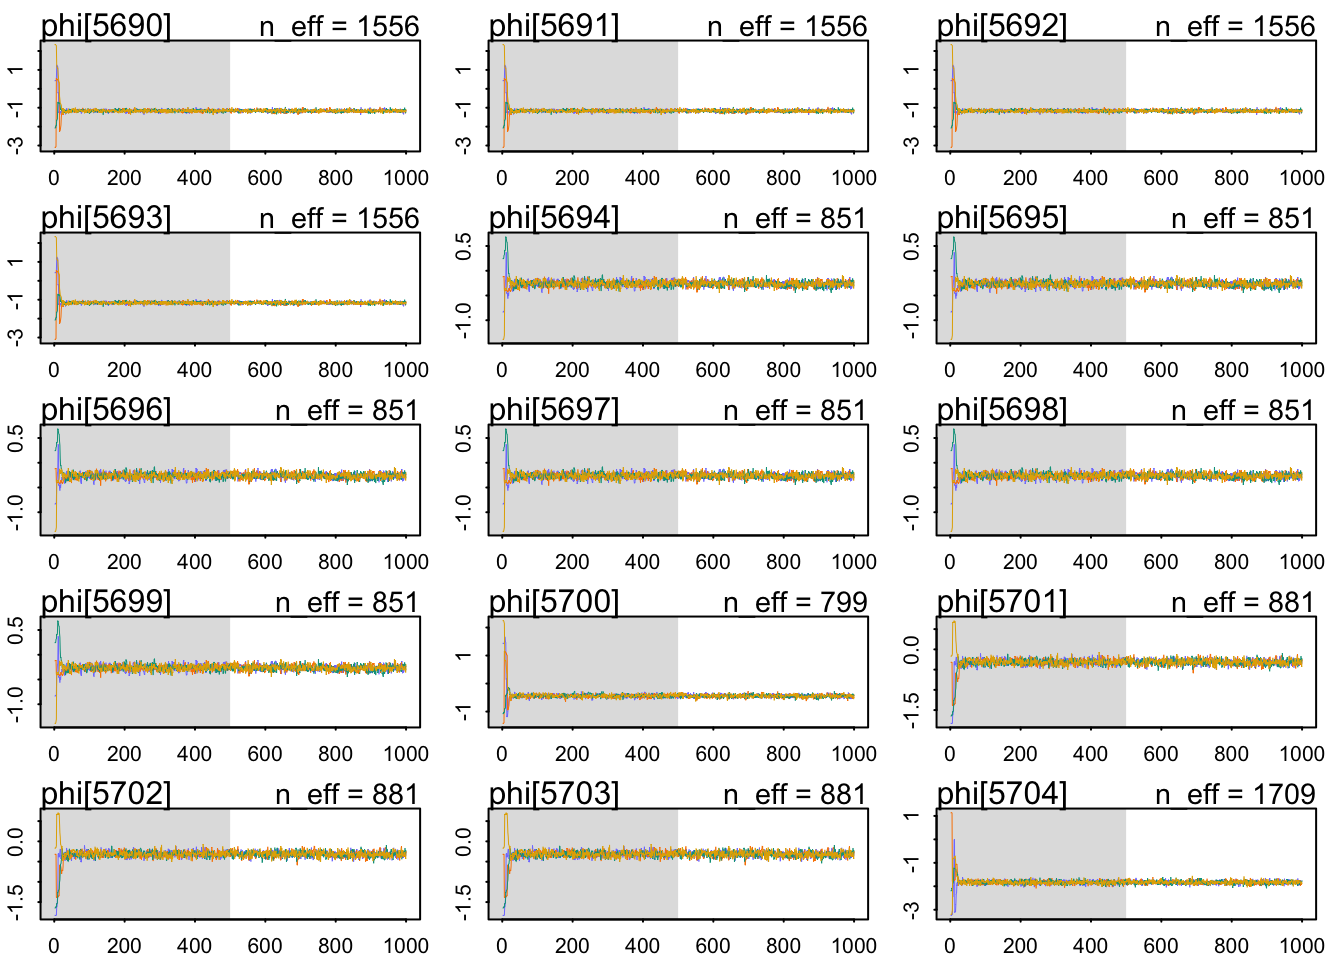 phi[5690] n_eff = 1556 phi[5691] n_eff = 1556 phi[5692] n_eff = 1556
1 1 1
-1 -1 -1
-3 -3 -3
0 200 400 600 800 1000 0 200 400 600 800 1000 0 200 400 600 800 1000
phi[5693] n_eff = 1556 phi[5694] n_eff = 851 phi[5695] n_eff = 851
1 0.5 0.5
-1 -1.0 -1.0
-3
0 200 400 600 800 1000 0 200 400 600 800 1000 0 200 400 600 800 1000
phi[5696] n_eff = 851 phi[5697] n_eff = 851 phi[5698] n_eff = 851
0.5 0.5 0.5
-1.0 -1.0 -1.0
0 200 400 600 800 1000 0 200 400 600 800 1000 0 200 400 600 800 1000
phi[5699] n_eff = 851 phi[5700] n_eff = 799 phi[5701] n_eff = 881
0.5 1 0.0
-1.0 -1 -1.5
0 200 400 600 800 1000 0 200 400 600 800 1000 0 200 400 600 800 1000
phi[5702] n_eff = 881 phi[5703] n_eff = 881 phi[5704] n_eff = 1709
0.0 0.0 1
-1.5 -1.5 -1
-3
0 200 400 600 800 1000 0 200 400 600 800 1000 0 200 400 600 800 1000